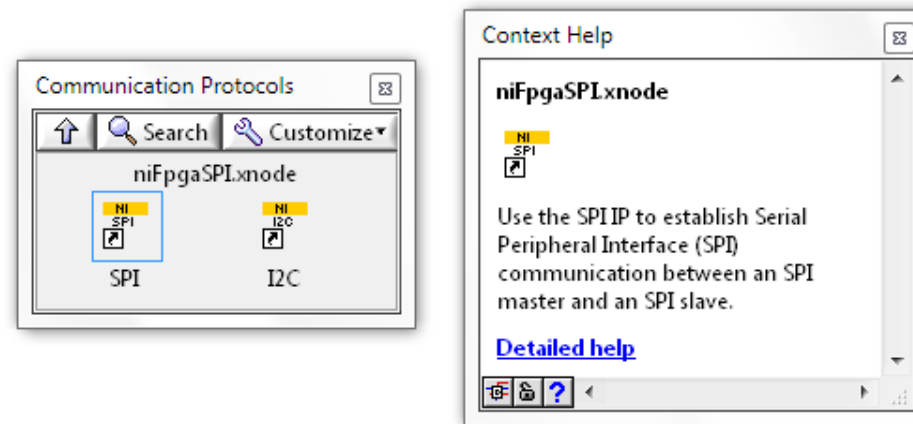 Communication Protocols
Search
Customize
niFpgaSPI.xnode
NI
SPI
NI
I2C
SPI
I2C
Context Help
niFpgaSPI.xnode
NI
SPI
Use the SPI IP to establish Serial
Peripheral Interface (SPI)
communication between an SPI
master and an SPI slave.
Detailed help
?